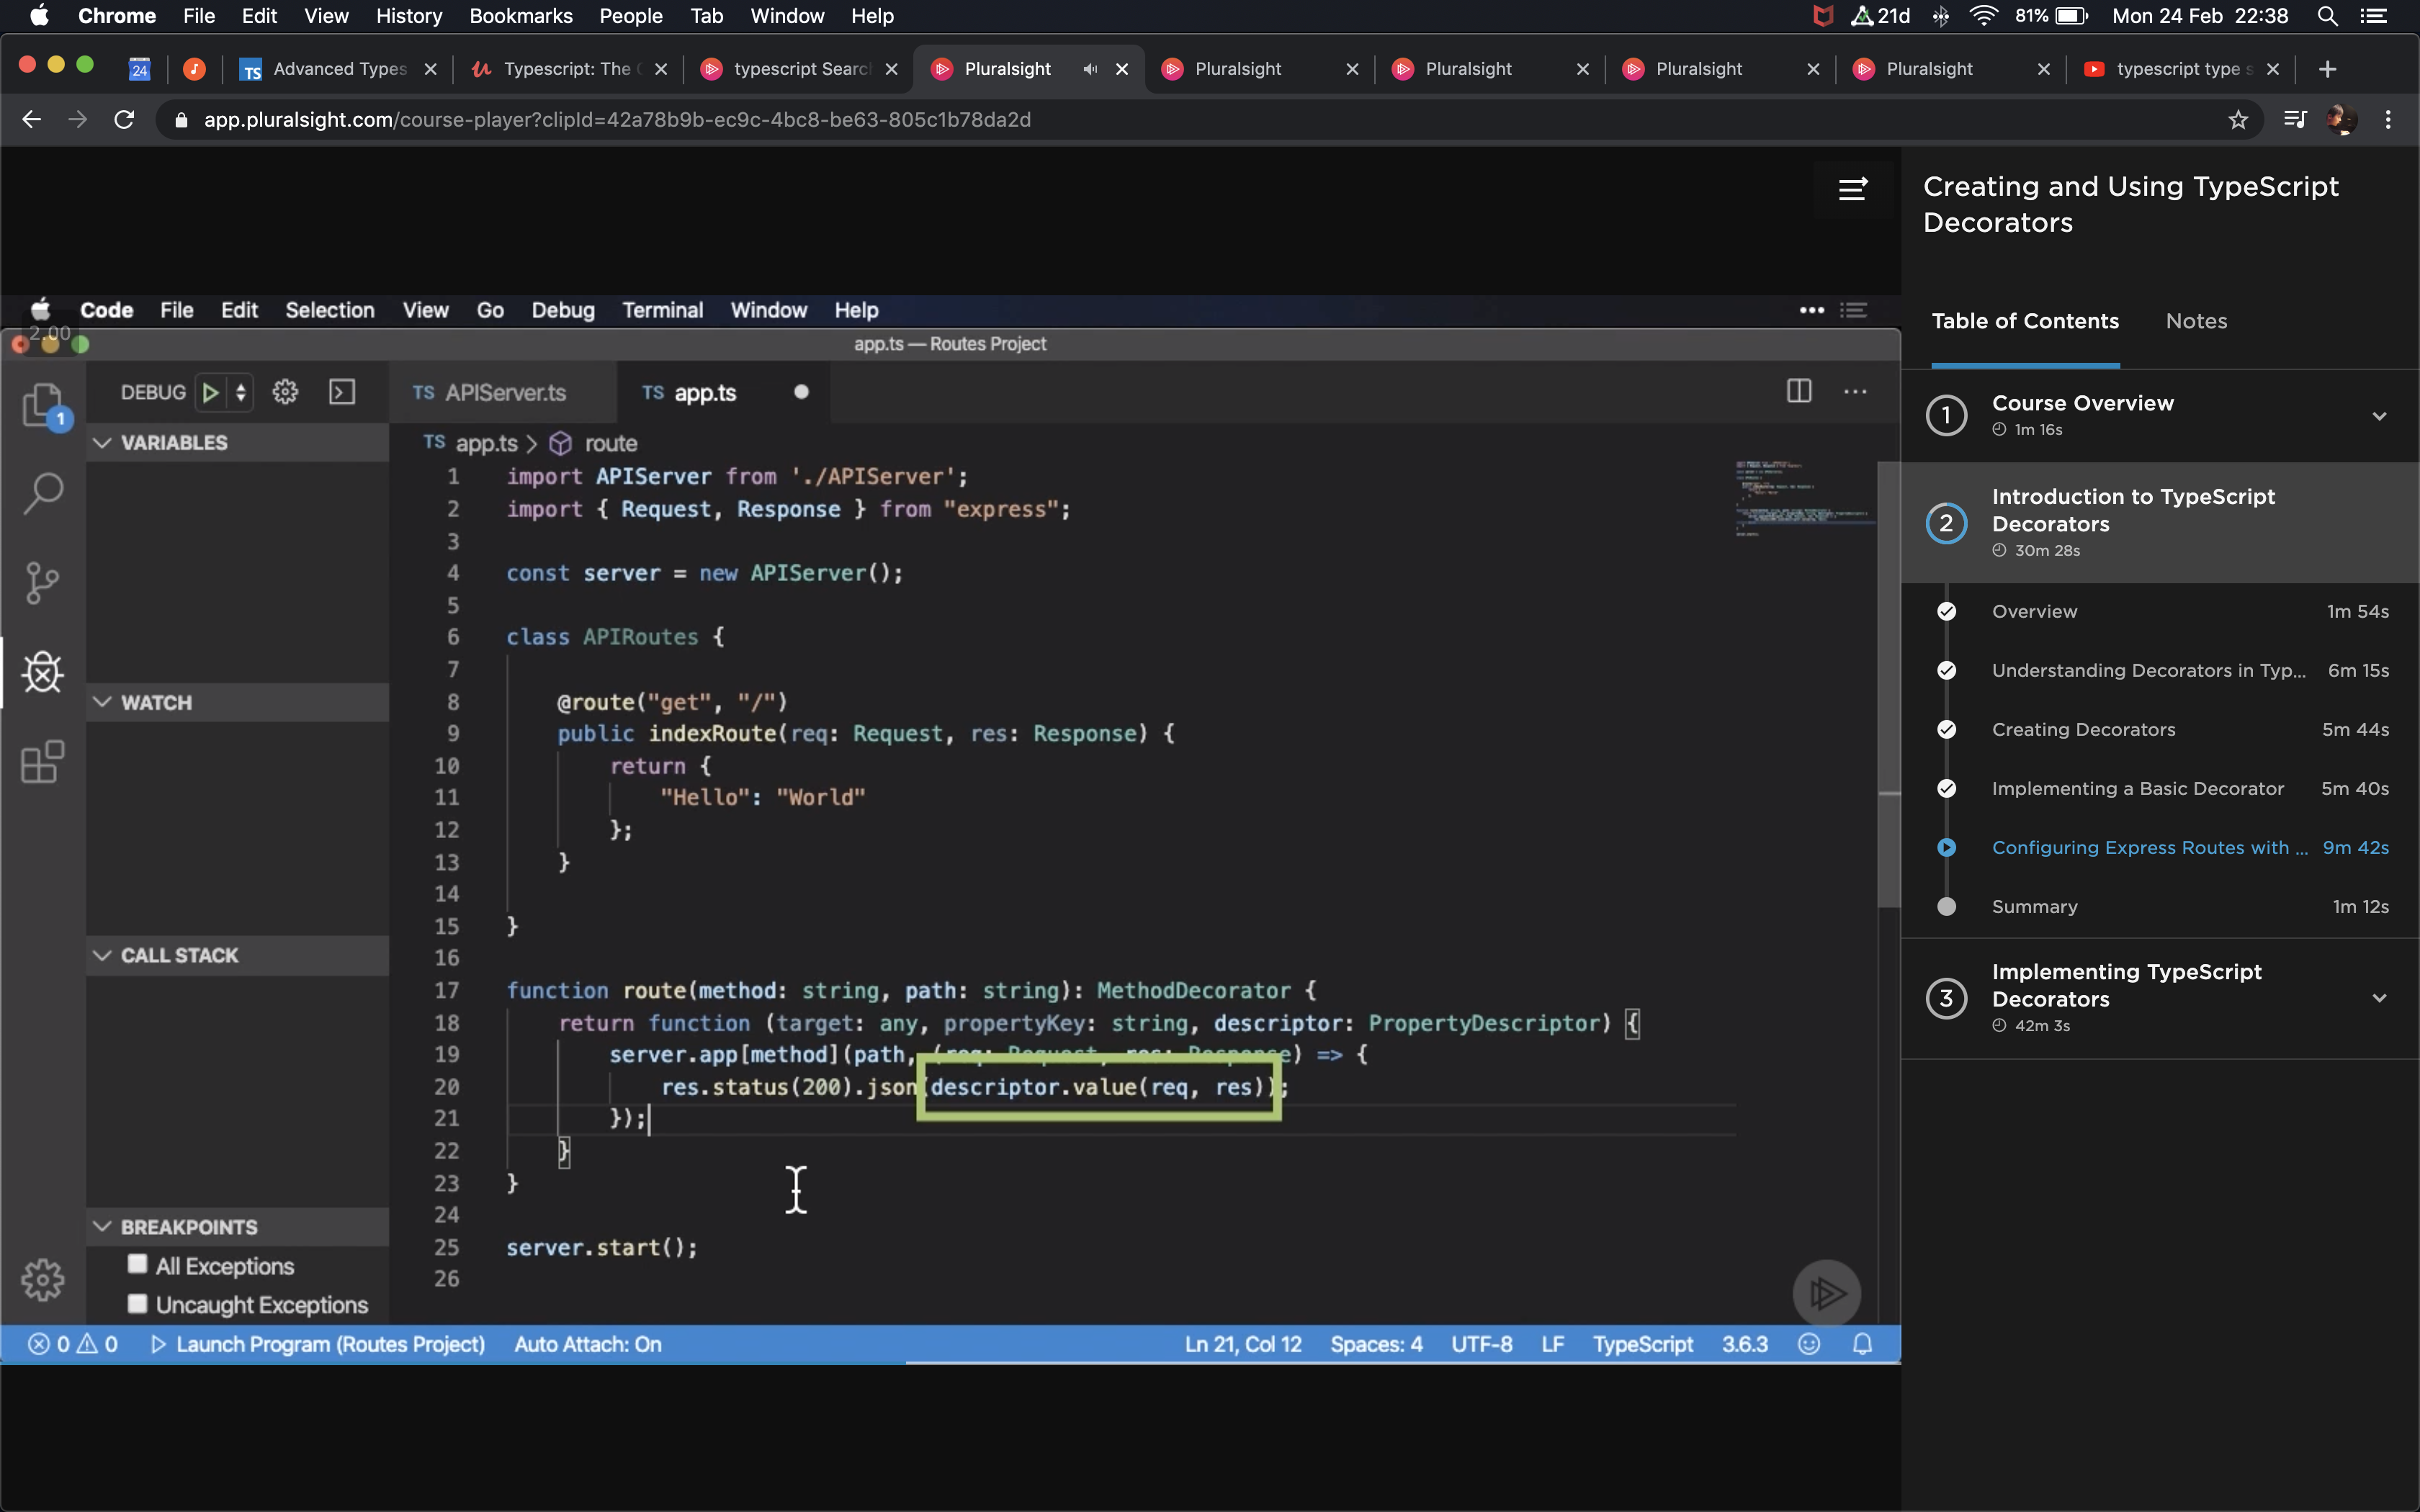 Chrome File Edit View History Bookmarks People Tab Window Help 21d 81% Mon 24 Feb 22:38
24 TS Advanced Types Typescript: The typescript Searc Pluralsight Pluralsight Pluralsight Pluralsight Pluralsight typescript type s
app.pluralsight.com/course-player?clipId=42a78b9b-ec9c-4bc8-be63-805c1b78da2d
Code File Edit Selection View Go Debug Terminal Window Help
2.00
app.ts — Routes Project
DEBUG
TS APIServer.ts TS app.ts
1
VARIABLES
WATCH
CALL STACK
BREAKPOINTS
All Exceptions
Uncaught Exceptions
TS app.ts > route
1 import APIServer from './APIServer';
2 import { Request, Response } from "express";
3
4 const server = new APIServer();
5
6 class APIRoutes {
7
8 @route("get", "/")
9 public indexRoute(req: Request, res: Response) {
10 return {
11 "Hello": "World"
12 };
13 }
14
15 }
16
17 function route(method: string, path: string): MethodDecorator {
18 return function (target: any, propertyKey: string, descriptor: PropertyDescriptor) {
19 server.app[method](path, (req: Request, res: Response) => {
20 res.status(200).json(descriptor.value(req, res));
21 });
22 }
23 }
24
25 server.start();
26
0 0 Launch Program (Routes Project) Auto Attach: On Ln 21, Col 12 Spaces: 4 UTF-8 LF TypeScript 3.6.3
Creating and Using TypeScript
Decorators
Table of Contents Notes
1 Course Overview
1m 16s
2 Introduction to TypeScript
Decorators
30m 28s
Overview 1m 54s
Understanding Decorators in Typ... 6m 15s
Creating Decorators 5m 44s
Implementing a Basic Decorator 5m 40s
Configuring Express Routes with ... 9m 42s
Summary 1m 12s
3 Implementing TypeScript
Decorators
42m 3s